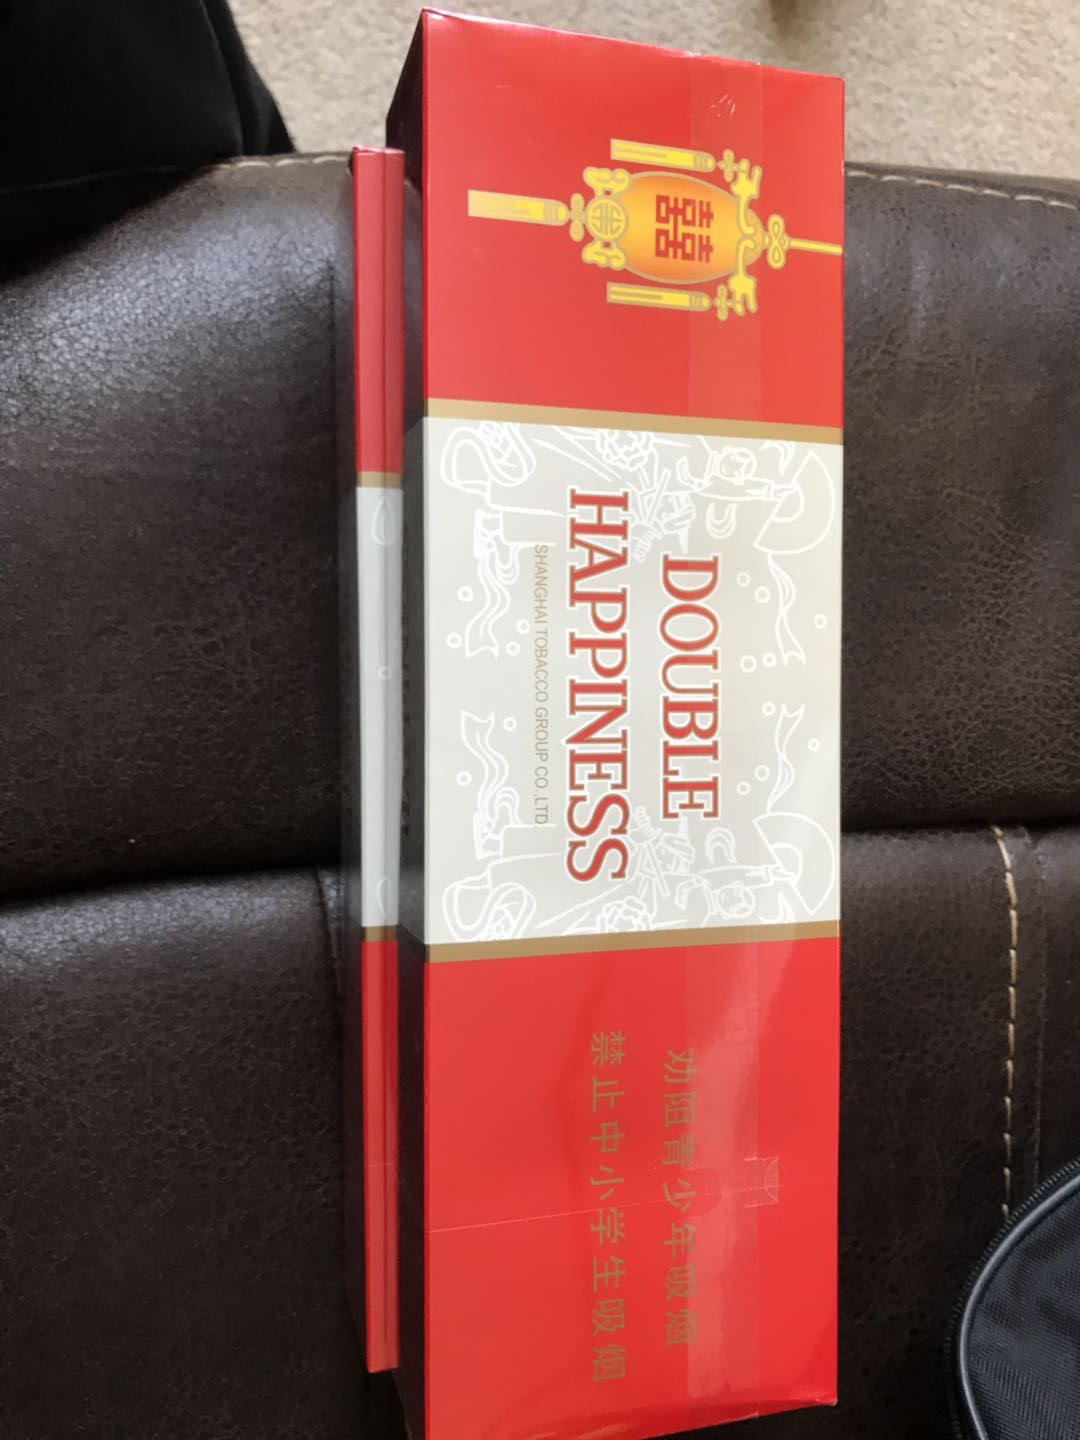 囍
DOUBLE
HAPPINESS
SHANGHAI TOBACCO GROUP CO.,LTD.
劝阻青少年吸烟
禁止中小学生吸烟